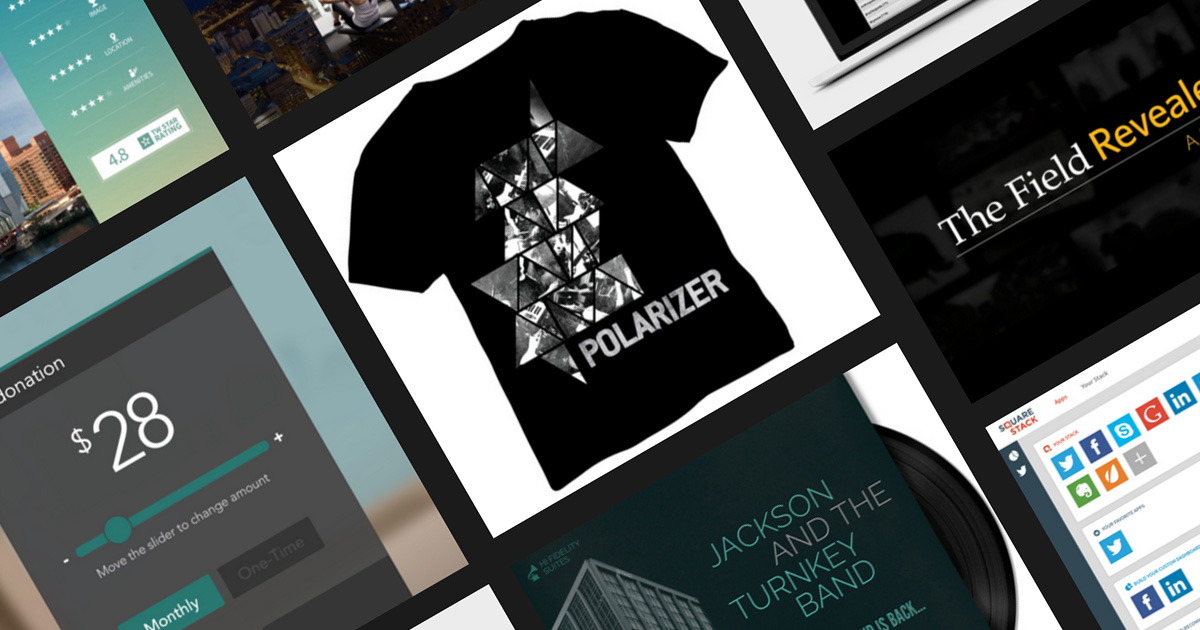 IMAGE
LOCATION
AMENITIES
4.8
TW STAR
RATING
donation
$28
-
+
Move the slider to change amount
Monthly
One-Time
POLARIZER
The Field Reveale
A
HI FIDELITY
SUITES
JACKSON
AND THE
TURNKEY
BAND
IS BACK...
SQUARE
STACK
Apps
Your Stack
YOUR STACK
YOUR FAVORITE APPS
BUILD YOUR CUSTOM DASHBOARD